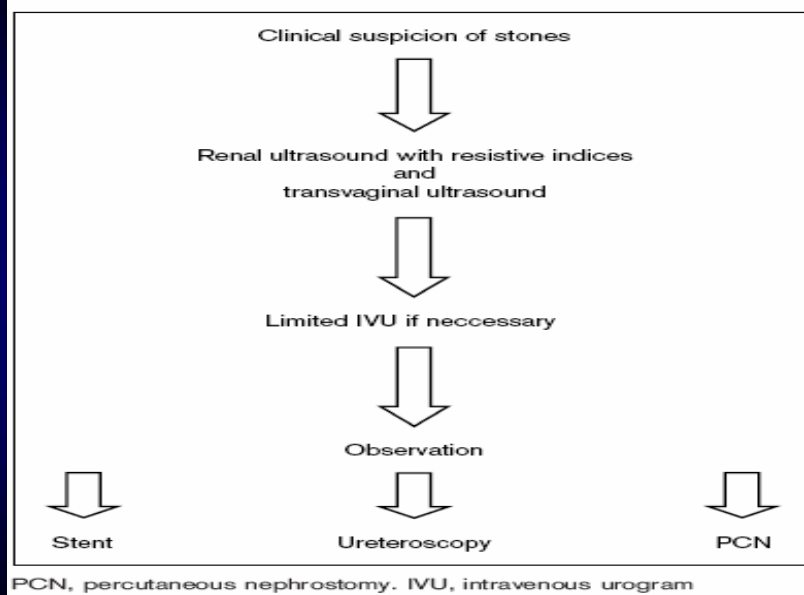 Clinical suspicion of stones
Renal ultrasound with resistive indices
and
transvaginal ultrasound
Limited IVU if neccessary
Observation
Stent
Ureteroscopy
PCN
PCN, percutaneous nephrostomy. IVU, intravenous urogram